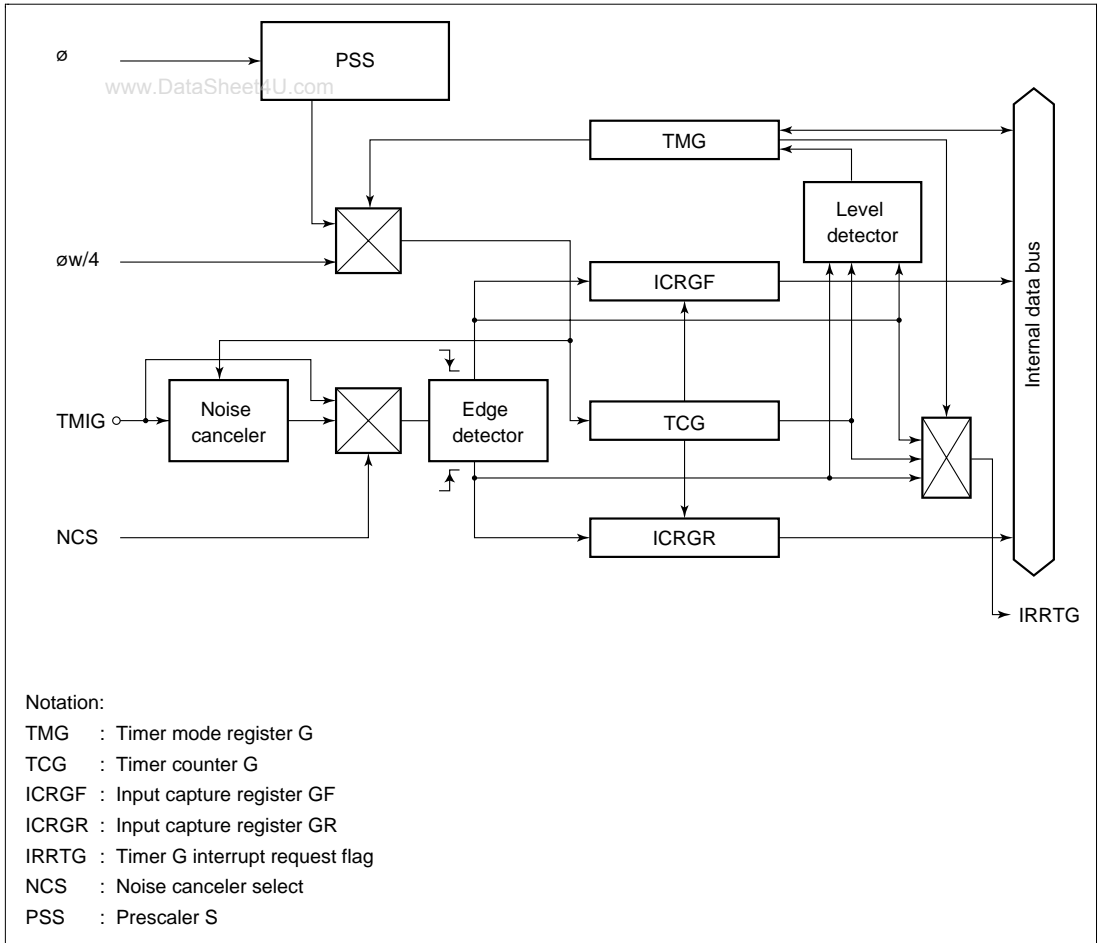 ø
PSS
www.DataSheet4U.com
TMG
Level
detector
øw/4
ICRGF
Internal data bus
TMIG
Noise
canceler
Edge
detector
TCG
NCS
ICRGR
IRRTG
Notation:
TMG : Timer mode register G
TCG : Timer counter G
ICRGF : Input capture register GF
ICRGR : Input capture register GR
IRRTG : Timer G interrupt request flag
NCS : Noise canceler select
PSS : Prescaler S